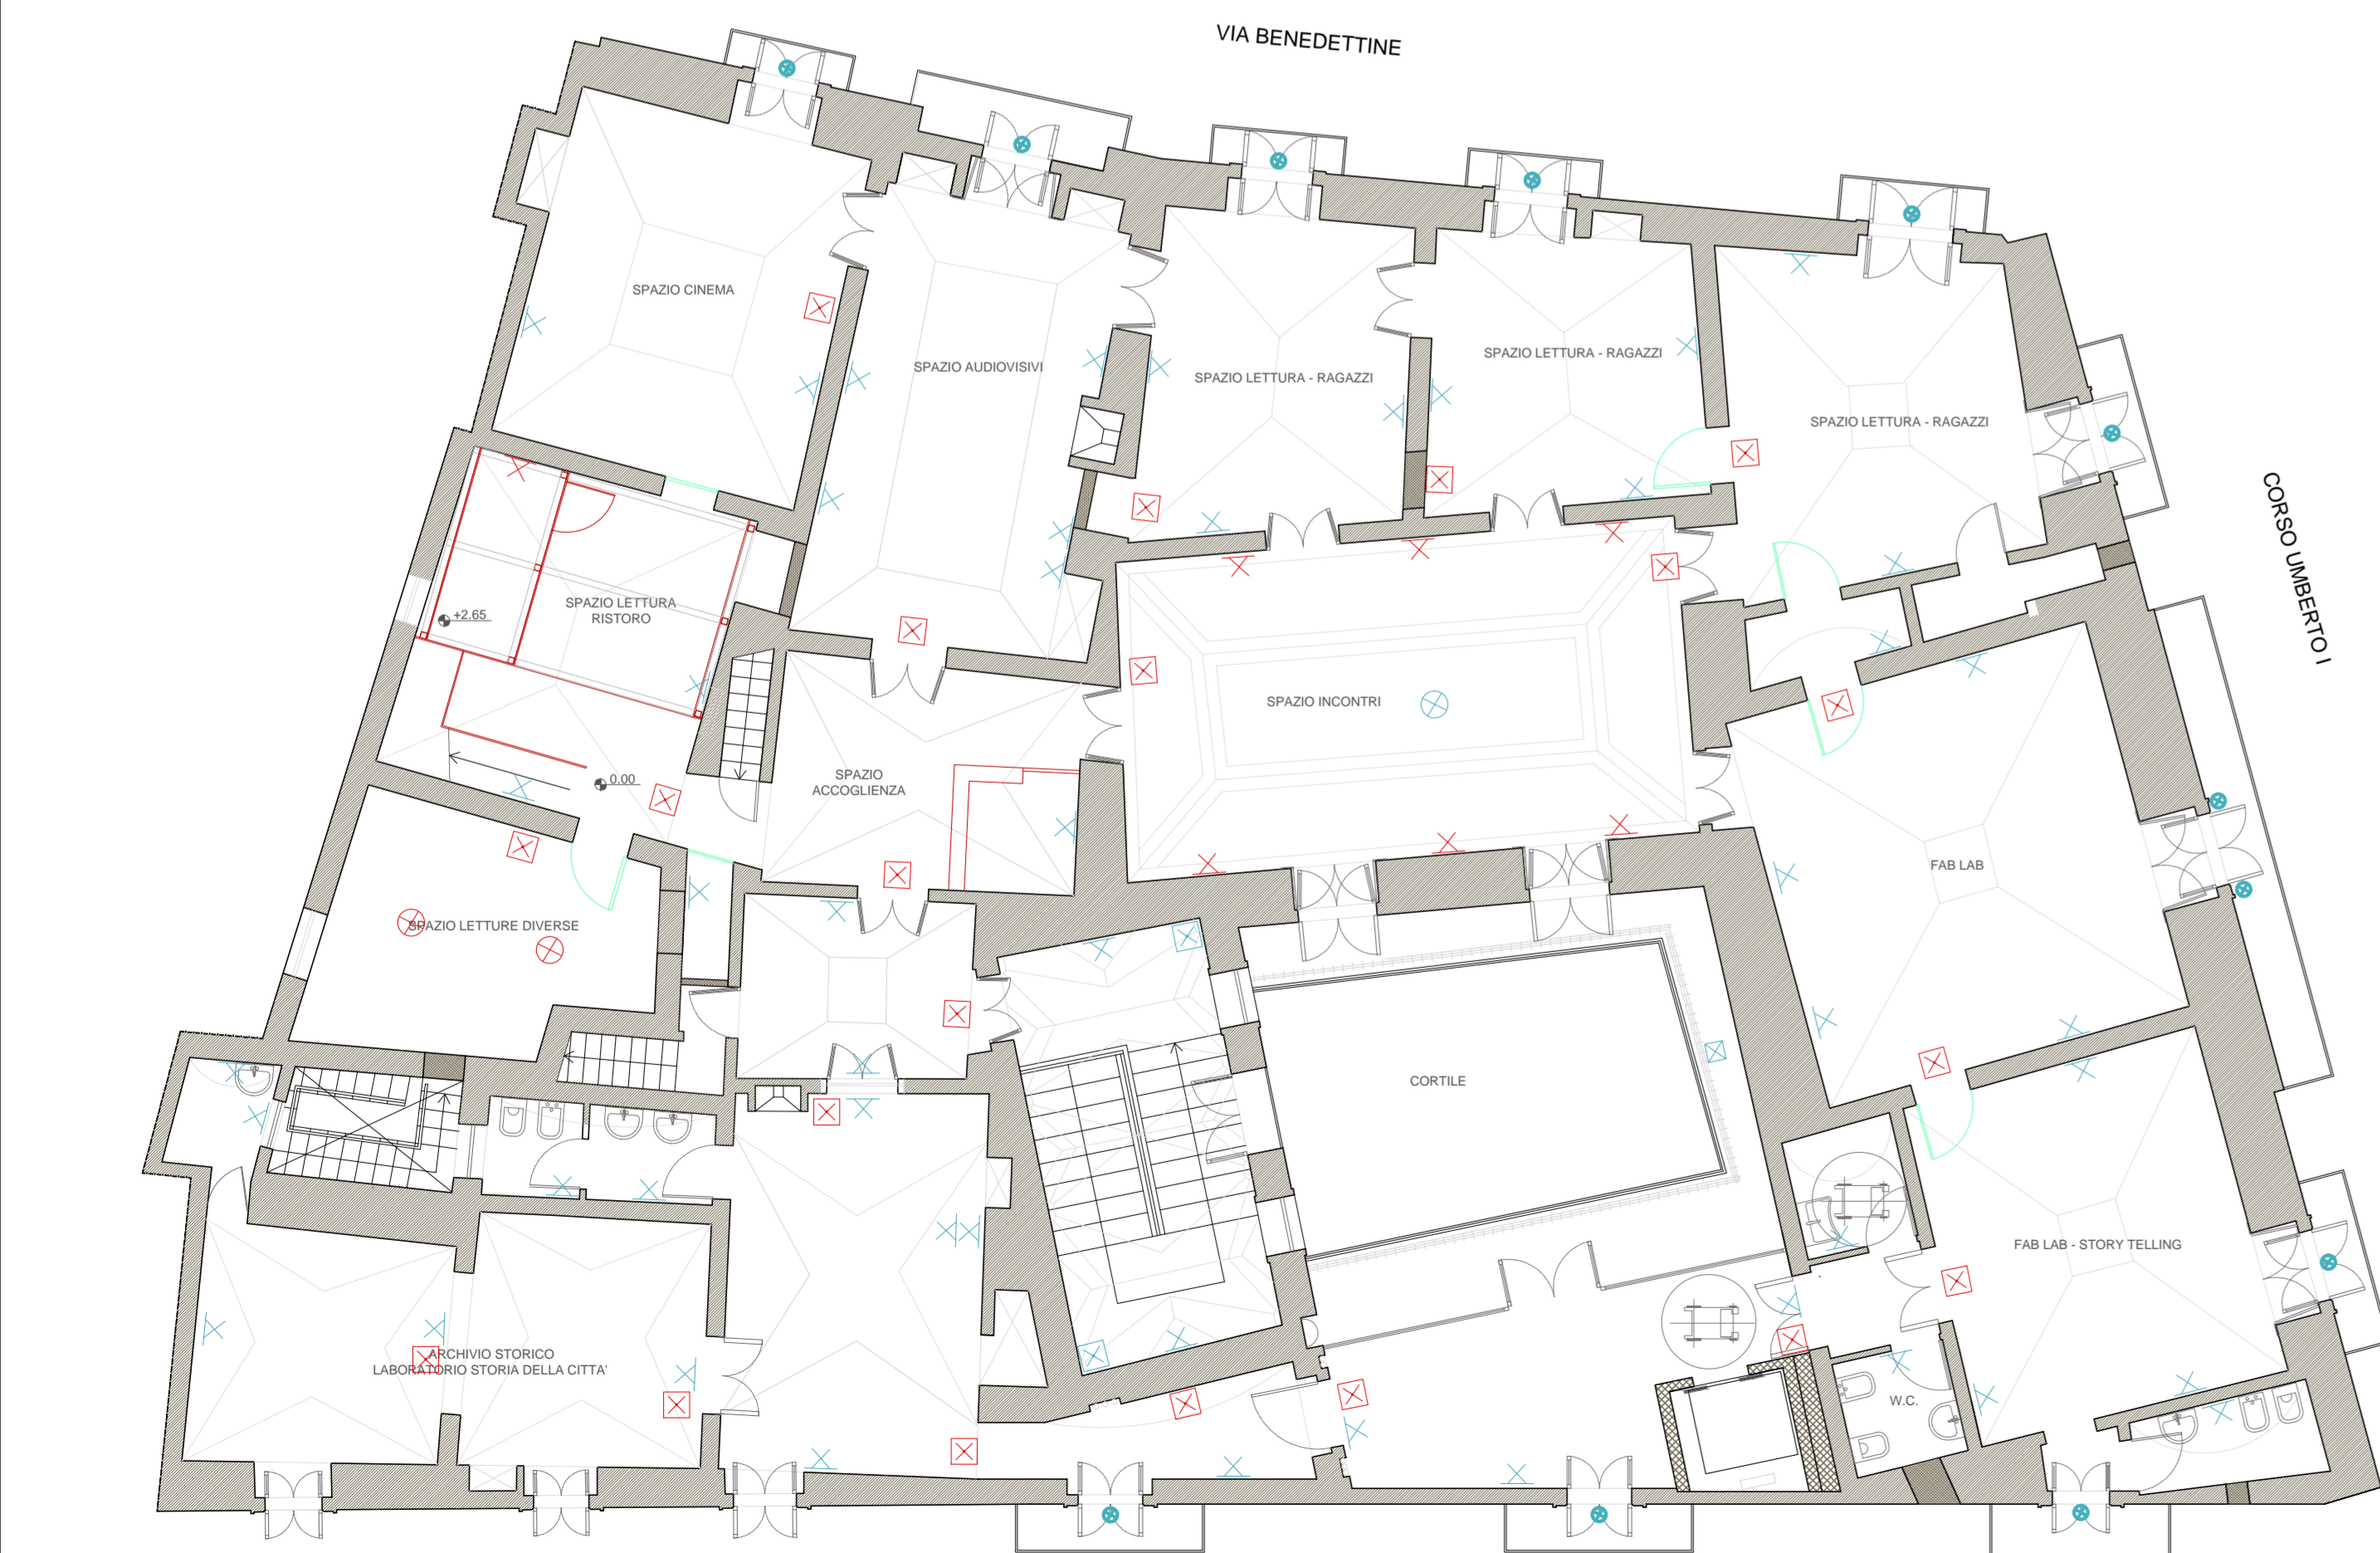 VIA BENEDETTINE
SPAZIO CINEMA
SPAZIO AUDIOVISIVI
SPAZIO LETTURA - RAGAZZI
SPAZIO LETTURA - RAGAZZI
SPAZIO LETTURA - RAGAZZI
CORSO UMBERTO I
SPAZIO LETTURA
RISTORO
+2.65
SPAZIO INCONTRI
0.00
SPAZIO
ACCOGLIENZA
FAB LAB
SPAZIO LETTURE DIVERSE
CORTILE
FAB LAB - STORY TELLING
ARCHIVIO STORICO
LABORATORIO STORIA DELLA CITTA'
W.C.